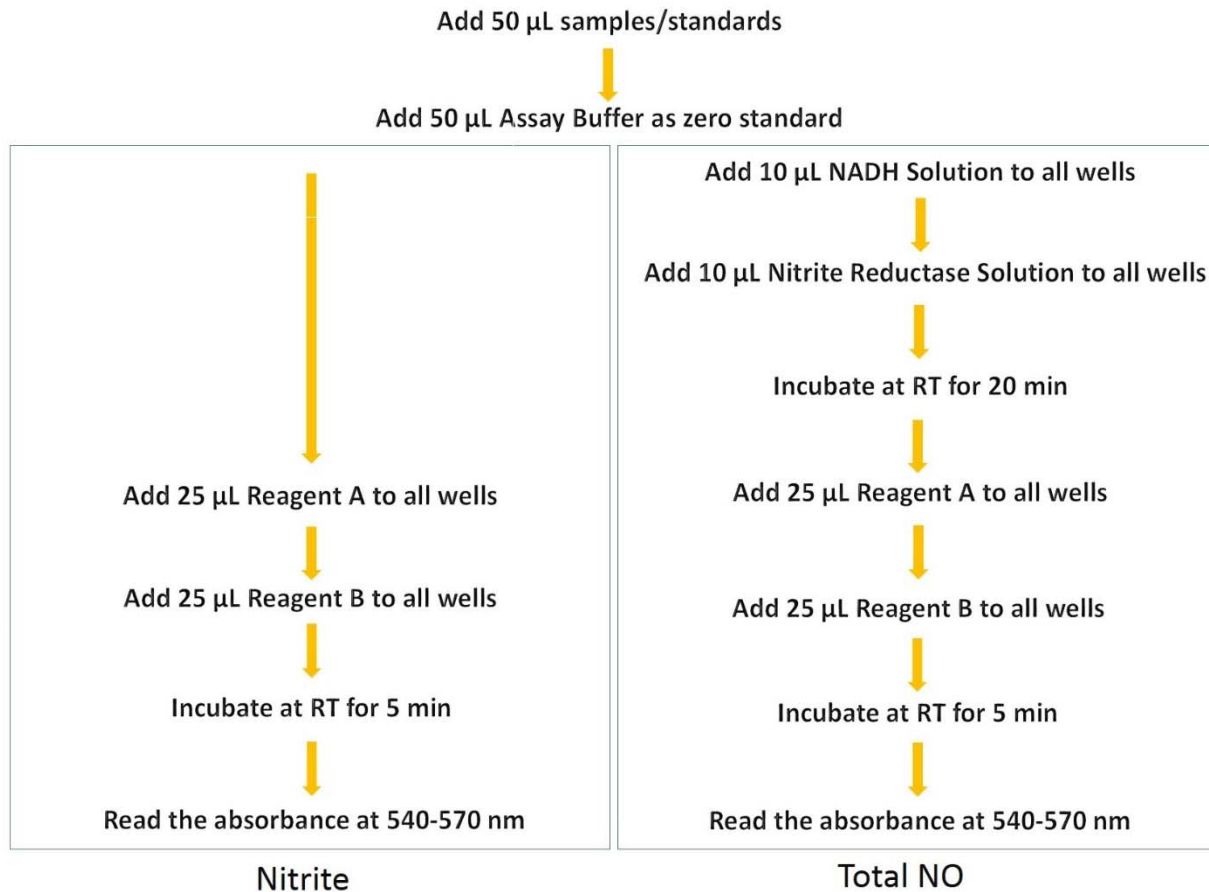 Add 50 µL samples/standards
Add 50 µL Assay Buffer as zero standard
Add 25 µL Reagent A to all wells
Add 25 µL Reagent B to all wells
Incubate at RT for 5 min
Read the absorbance at 540-570 nm
Nitrite
Add 10 µL NADH Solution to all wells
Add 10 µL Nitrite Reductase Solution to all wells
Incubate at RT for 20 min
Add 25 µL Reagent A to all wells
Add 25 µL Reagent B to all wells
Incubate at RT for 5 min
Read the absorbance at 540-570 nm
Total NO